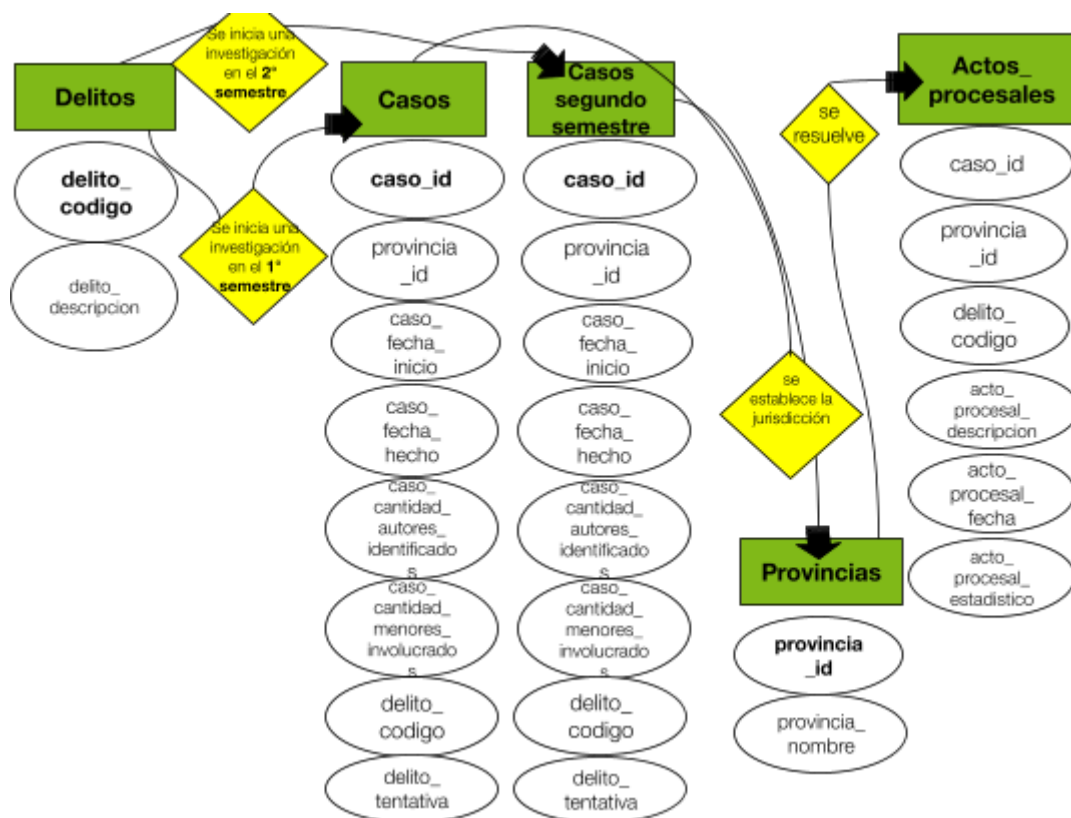 Se inicia una
investigación
en el 2ª
semestre
Delitos
delito_
codigo
delito_
descripcion
Se inicia una
investigación
en el 1ª
semestre
Casos
caso_id
provincia
_id
caso_
fecha_
inicio
caso_
fecha_
hecho
caso_
cantidad_
autores_
identificado
s
caso_
cantidad_
menores_
involucrado
s
delito_
codigo
delito_
tentativa
Casos
segundo
semestre
caso_id
provincia
_id
caso_
fecha_
inicio
caso_
fecha_
hecho
caso_
cantidad_
autores_
identificado
s
caso_
cantidad_
menores_
involucrado
s
delito_
codigo
delito_
tentativa
se
establece la
jurisdicción
Provincias
provincia
_id
provincia_
nombre
se
resuelve
Actos_
procesales
caso_id
provincia
_id
delito_
codigo
acto_
procesal_
descripcion
acto_
procesal_
fecha
acto_
procesal_
estadistico